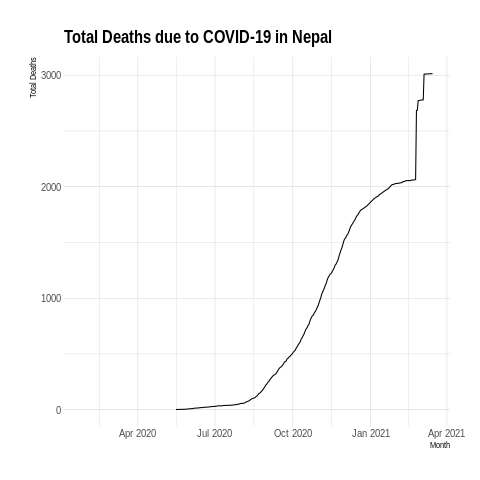 Total Deaths due to COVID-19 in Nepal
Total Deaths
3000
2000
1000
0
Apr 2020 Jul 2020 Oct 2020 Jan 2021 Apr 2021
Month